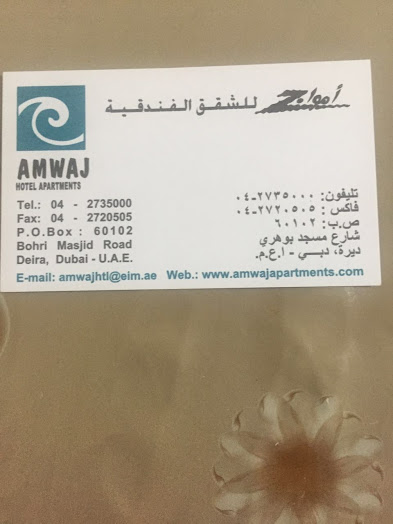 أمواج للشقق الفندقية
AMWAJ
HOTEL APARTMENTS
Tel.: 04 - 2735000
Fax: 04 - 2720505
P.O.Box : 60102
Bohri Masjid Road
Deira, Dubai - U.A.E.
تليفون: ٢٧٣٥٠٠٠-٠٤
فاكس : ٢٧٢٠٥٠٥-٠٤
ص.ب: ٦٠١٠٢
شارع مسجد بوهري
ديرة، دبي - ا.ع.م.
E-mail: amwajhtl@eim.ae Web.: www.amwajapartments.com